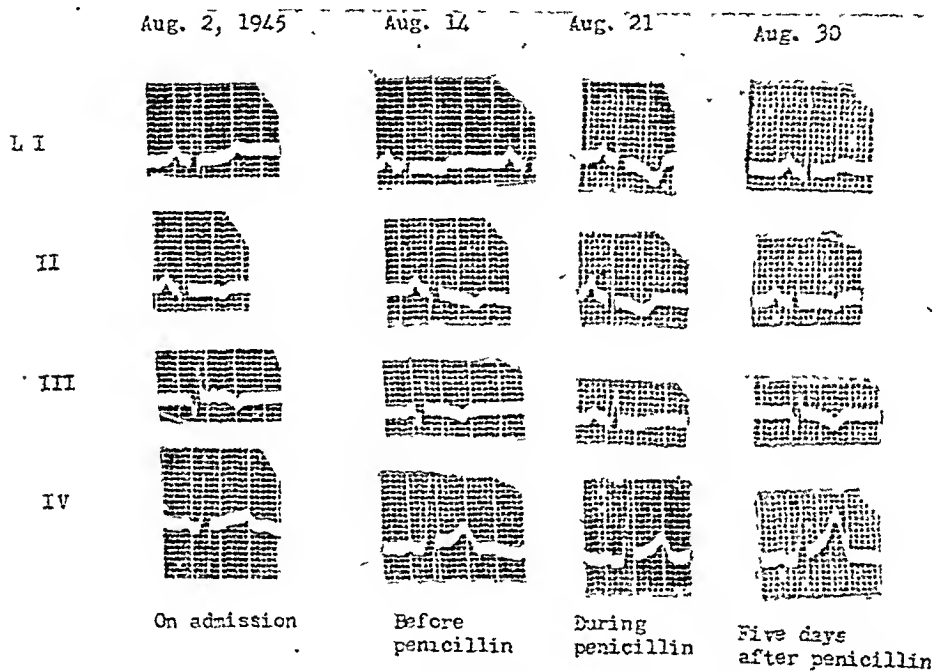 Aug. 2, 1945 Aug. 14 Aug. 21 Aug. 30
L I
II
III
IV
On admission Before penicillin During penicillin Five days after penicillin